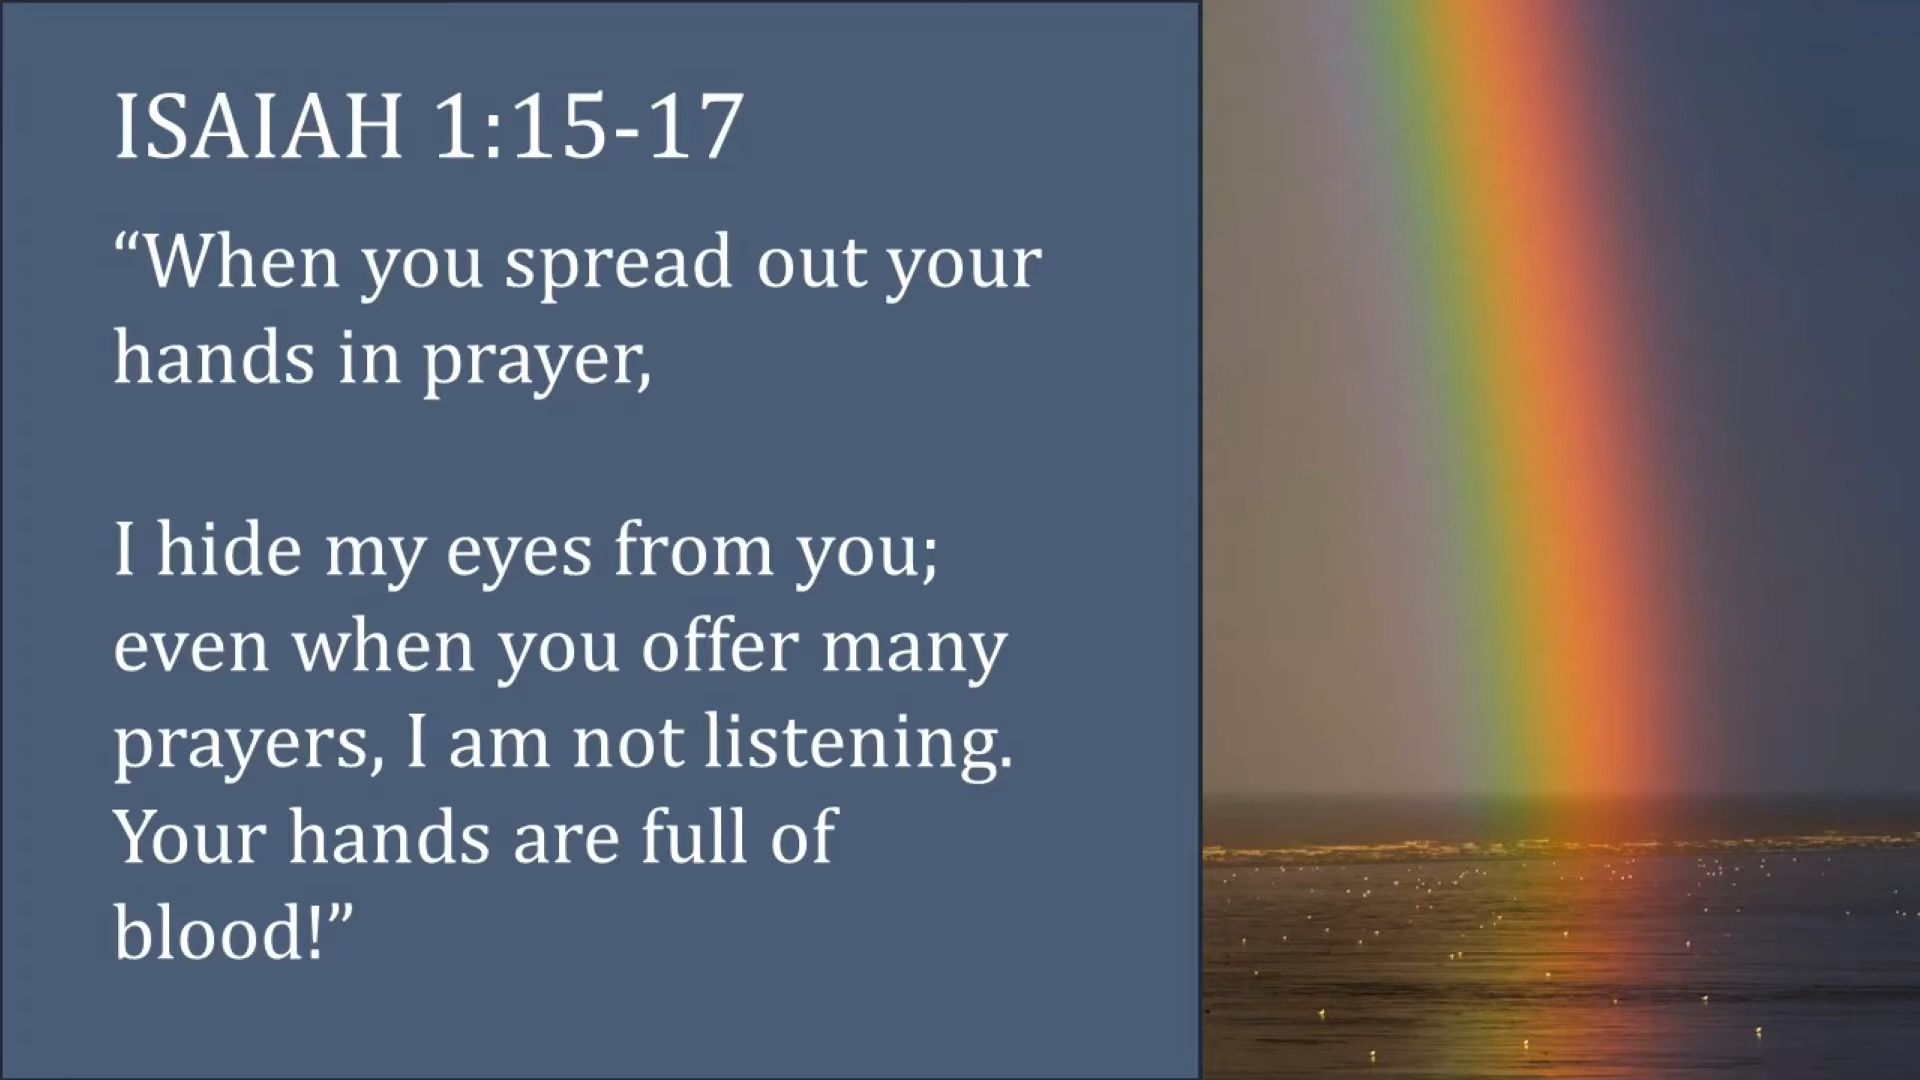 ISAIAH 1:15-17
“When you spread out your
hands in prayer,
I hide my eyes from you;
even when you offer many
prayers, I am not listening.
Your hands are full of
blood!”